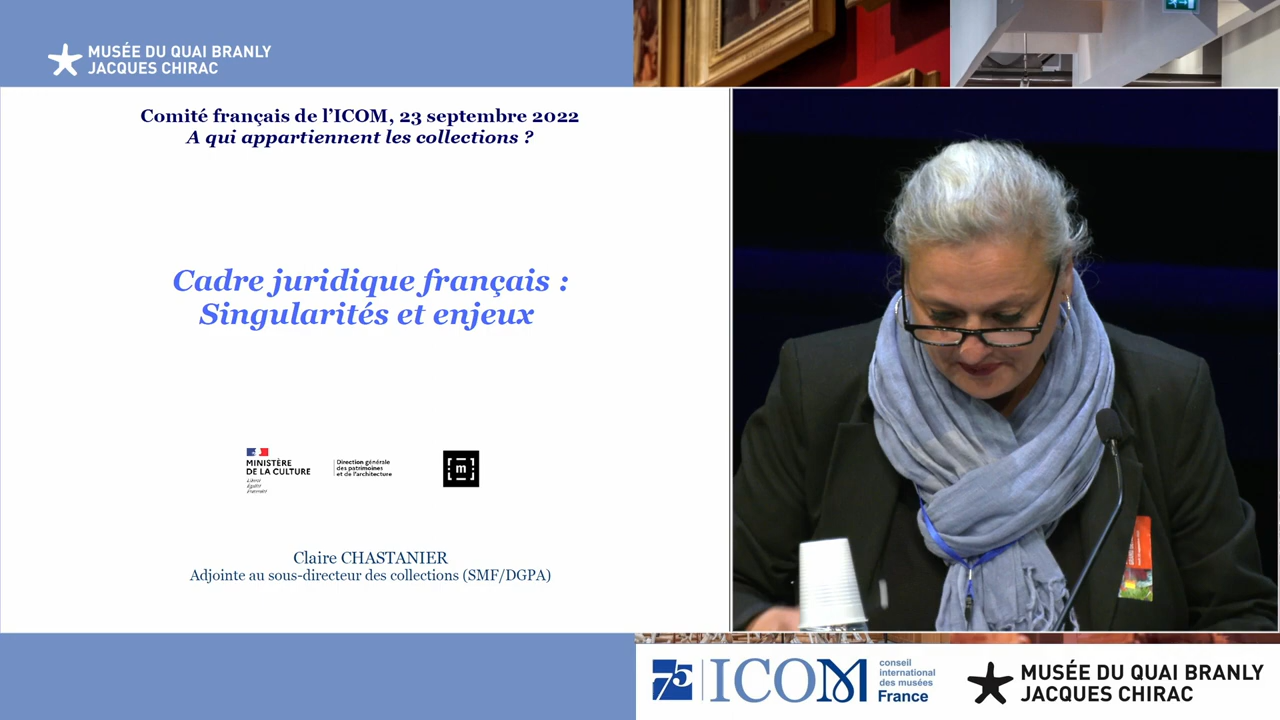 MUSÉE DU QUAI BRANLY
JACQUES CHIRAC
Comité français de l'ICOM, 23 septembre 2022
A qui appartiennent les collections ?
Cadre juridique français :
Singularités et enjeux
MINISTÈRE
DE LA CULTURE
Liberté
Égalité
Fraternité
Direction générale
des patrimoines
et de l'architecture
m
Claire CHASTANIER
Adjointe au sous-directeur des collections (SMF/DGPA)
75
ICOM
conseil
international
des musées
France
MUSÉE DU QUAI BRANLY
JACQUES CHIRAC